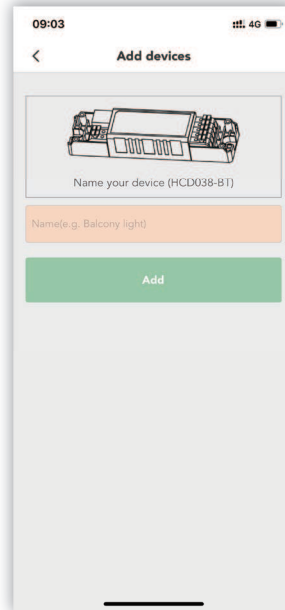 09:03
4G
Add devices
Name your device (HCD038-BT)
Name(e.g. Balcony light)
Add